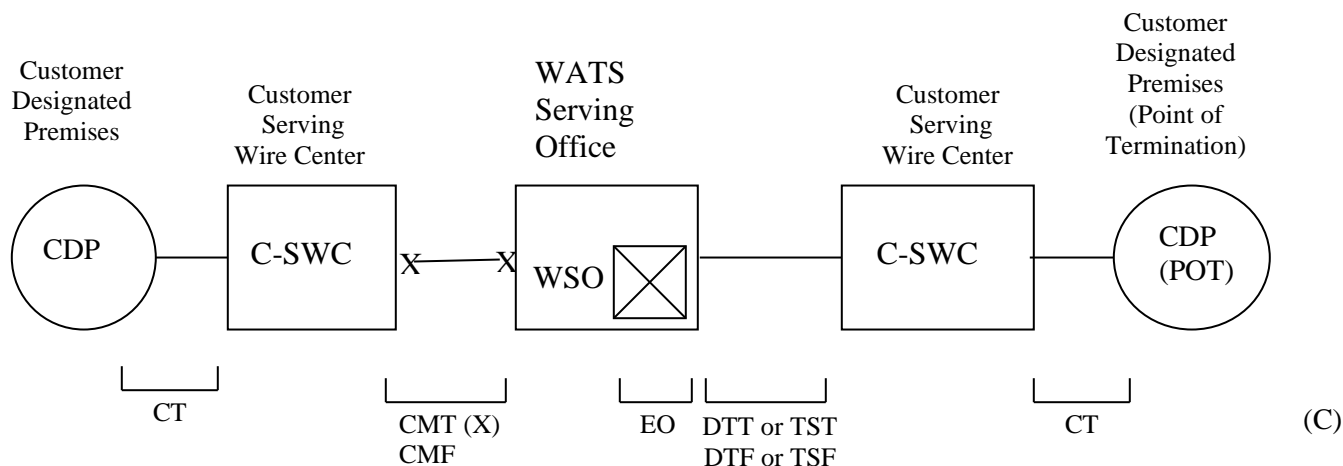 Customer
Designated
Premises
Customer
Serving
Wire Center
WATS
Serving
Office
Customer
Serving
Wire Center
Customer
Designated
Premises
(Point of
Termination)
CDP
C-SWC
X
X
WSO
C-SWC
CDP
(POT)
CT
CMT (X)
CMF
EO
DTT or TST
DTF or TSF
CT
(C)